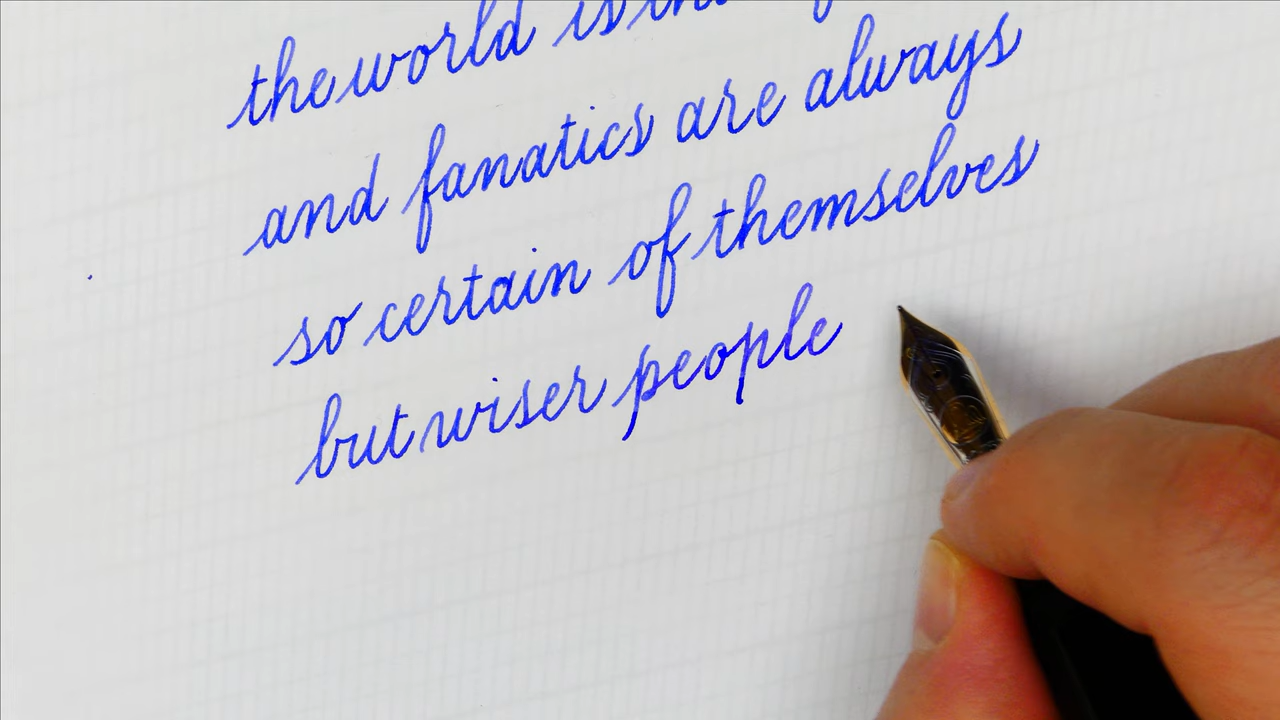 the world is
and fanatics are always
so certain of themselves
but wiser people